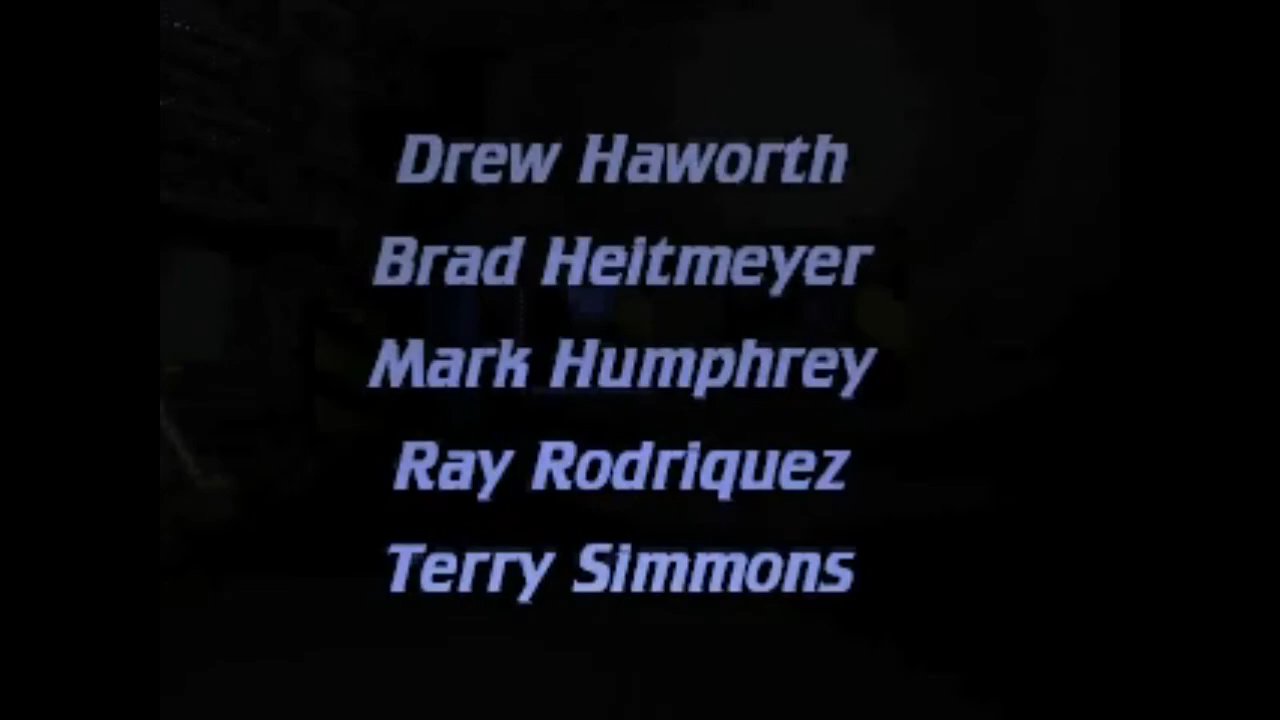 Drew Haworth
Brad Heitmeyer
Mark Humphrey
Ray Rodriquez
Terry Simmons